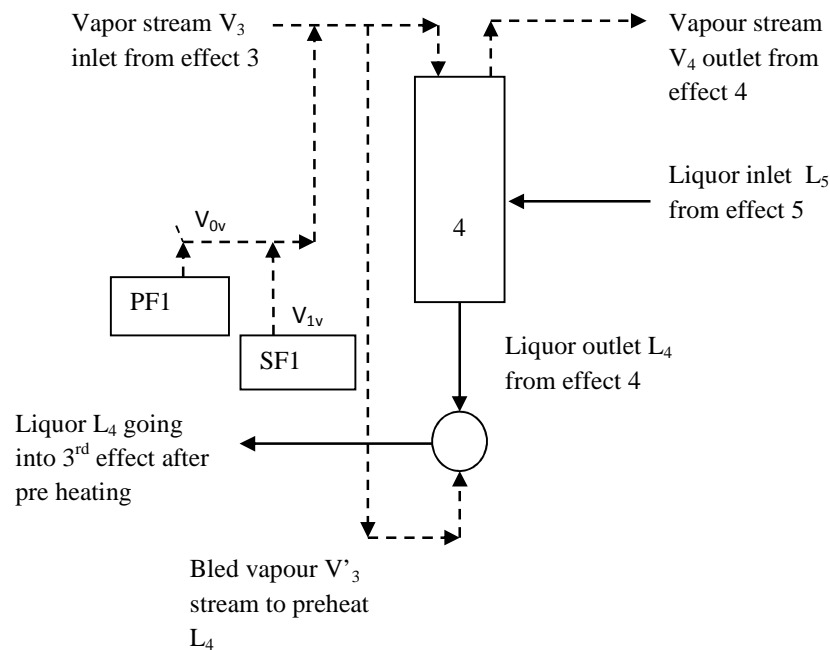 Vapor stream V₃
inlet from effect 3
Vapour stream
V₄ outlet from
effect 4
Liquor inlet L₅
from effect 5
4
V₀ᵥ
PF1
V₁ᵥ
SF1
Liquor outlet L₄
from effect 4
Liquor L₄ going
into 3ʳᵈ effect after
pre heating
Bled vapour V’₃
stream to preheat
L₄